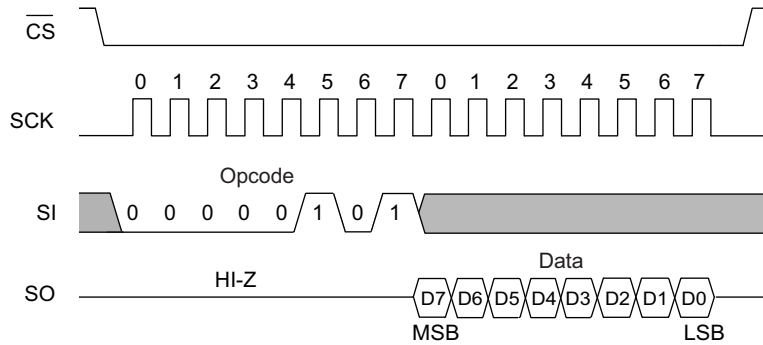 CS
0 1 2 3 4 5 6 7 0 1 2 3 4 5 6 7
SCK
Opcode
SI 0 0 0 0 0 1 0 1
Data
HI-Z
SO D7 D6 D5 D4 D3 D2 D1 D0
MSB LSB